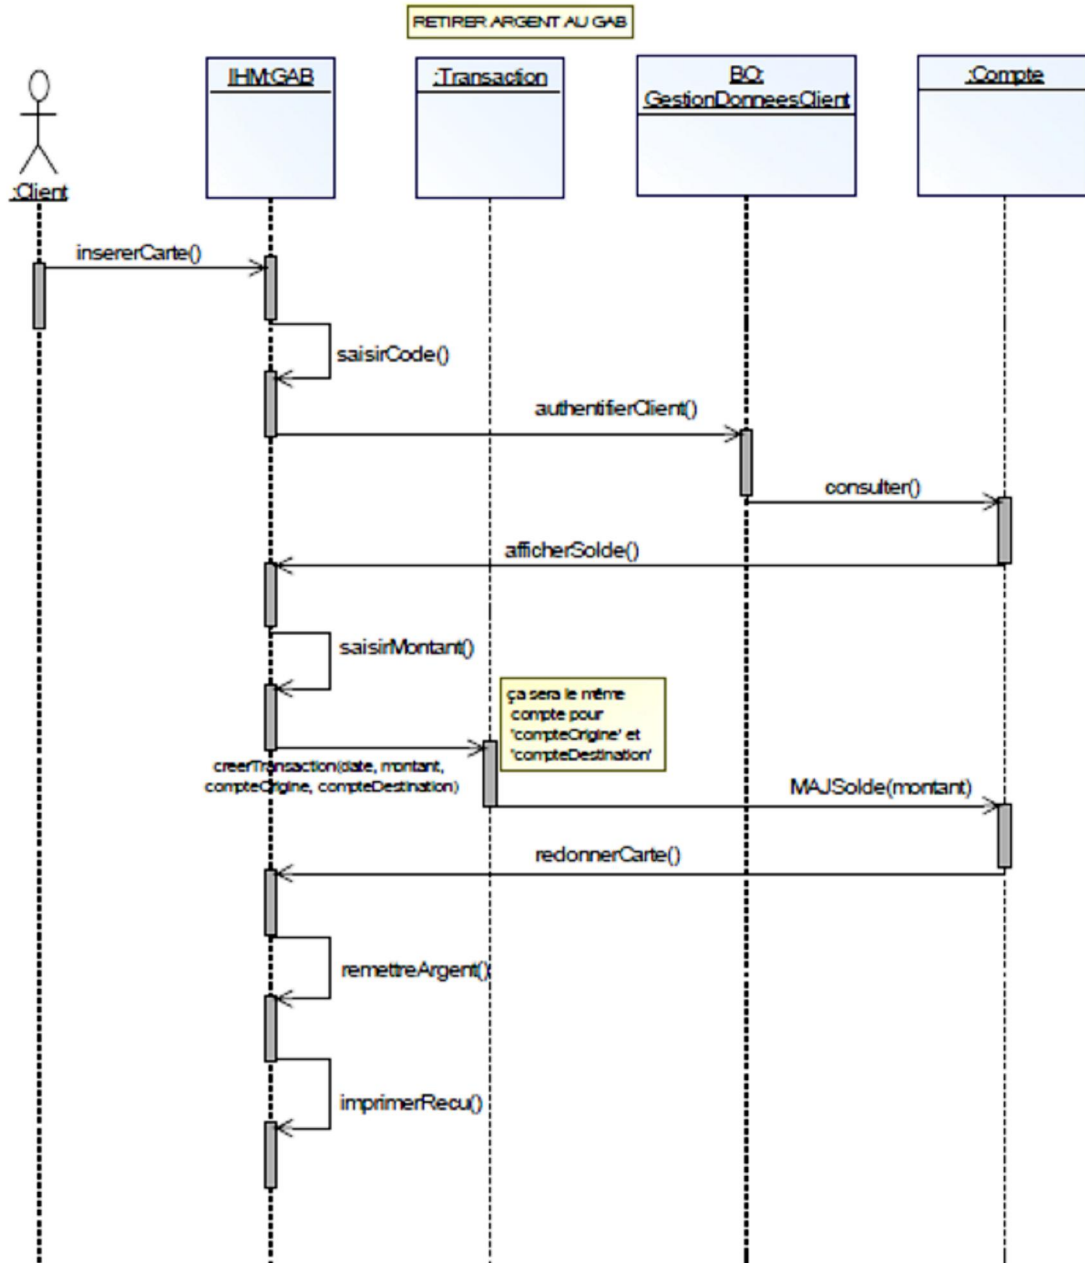 RETIRER ARGENT AU GAB
IHM:GAB
:Transaction
BO:
GestionDonneesClient
:Compte
:Client
insererCarte()
saisirCode()
authentifierClient()
consulter()
afficherSolde()
saisirMontant()
ça sera le même
compte pour
'compteOrigine' et
'compteDestination'
creerTransaction(date, montant,
compteOrigine, compteDestination)
MAJSolde(montant)
redonnerCarte()
remettreArgent()
imprimerRecu()